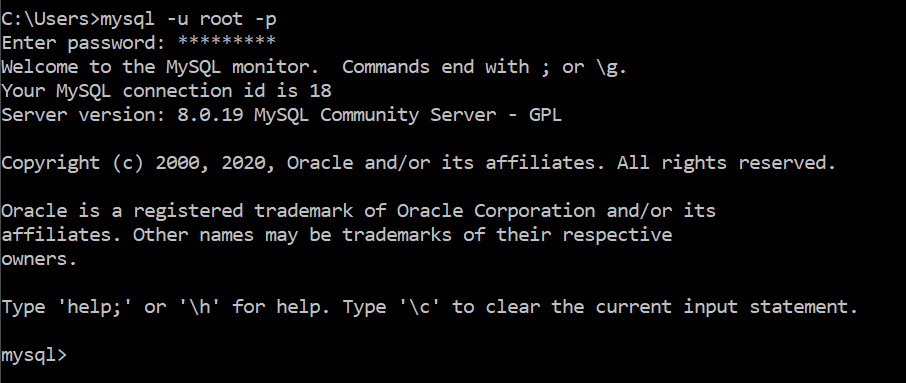 C:\Users>mysql -u root -p
Enter password: *********
Welcome to the MySQL monitor.  Commands end with ; or \g.
Your MySQL connection id is 18
Server version: 8.0.19 MySQL Community Server - GPL
Copyright (c) 2000, 2020, Oracle and/or its affiliates. All rights reserved.
Oracle is a registered trademark of Oracle Corporation and/or its
affiliates. Other names may be trademarks of their respective
owners.
Type 'help;' or '\h' for help. Type '\c' to clear the current input statement.
mysql>